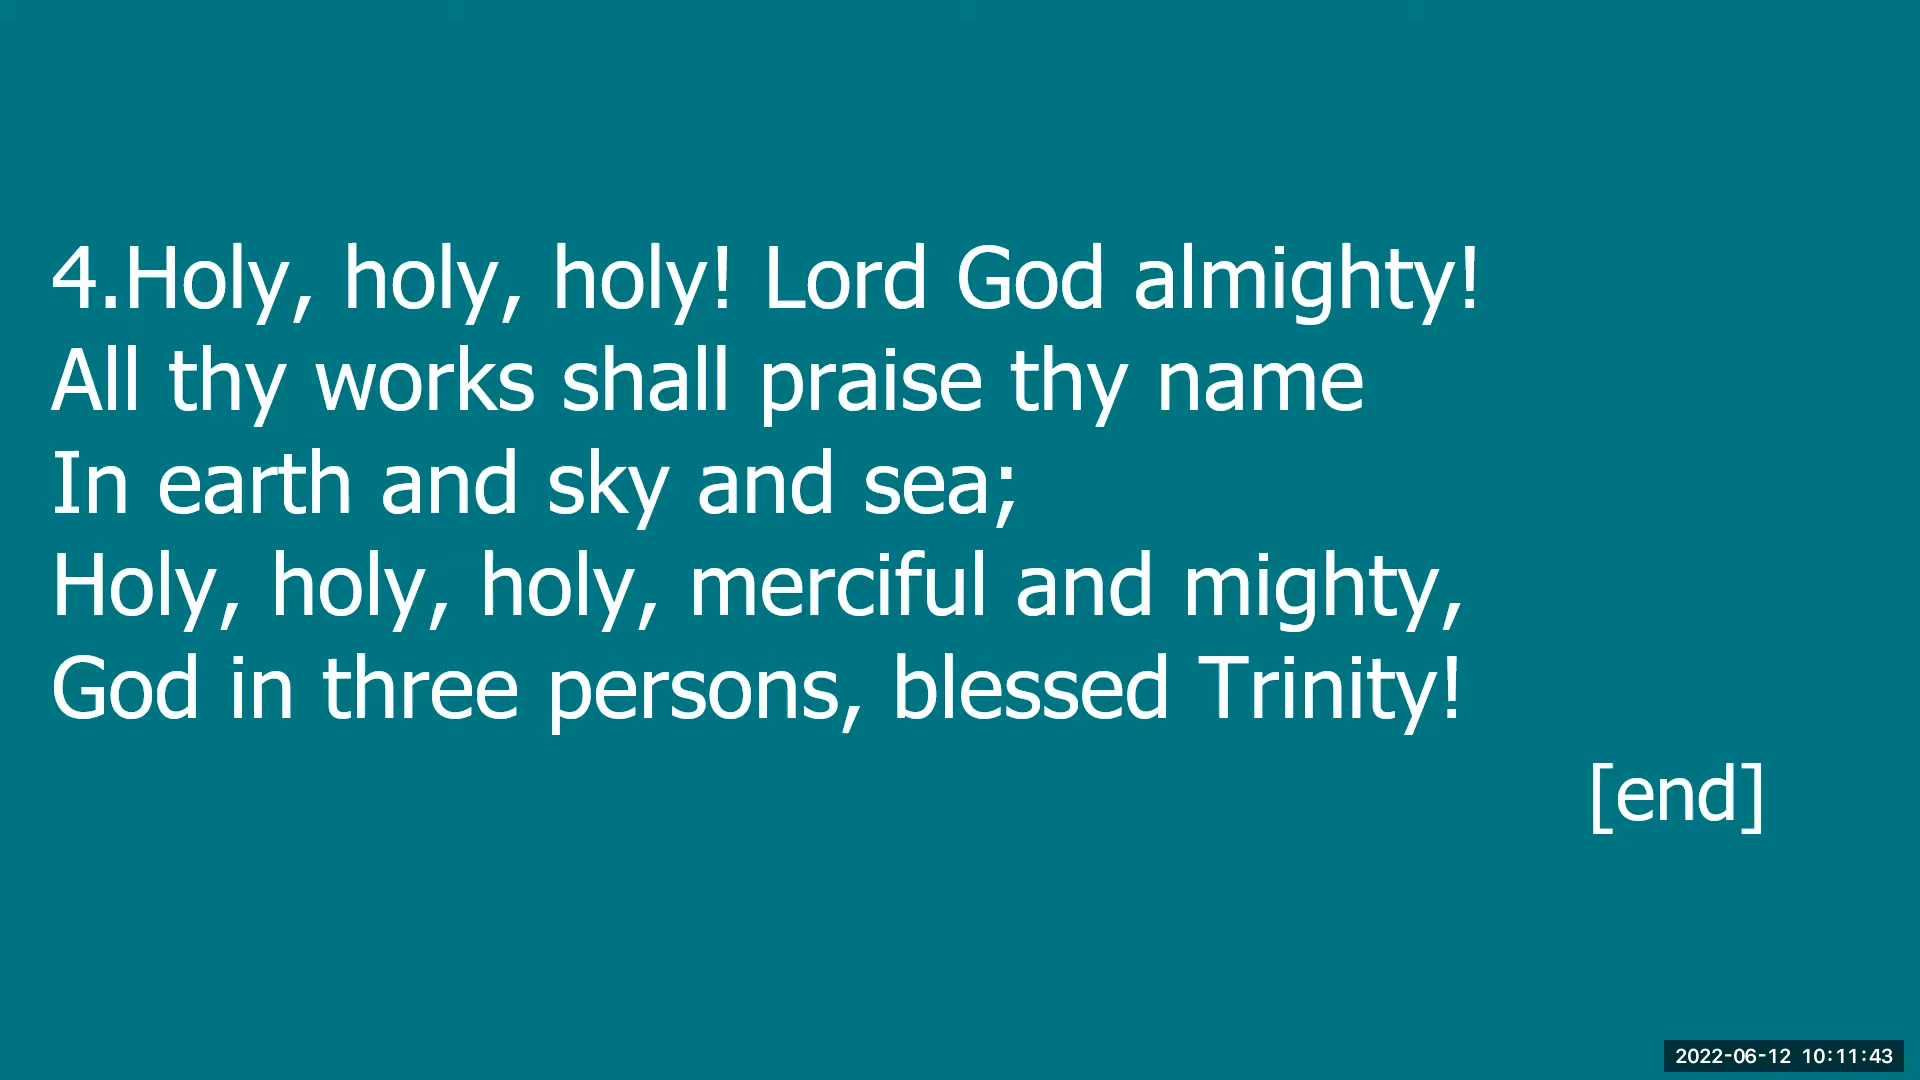 4.Holy, holy, holy! Lord God almighty!
All thy works shall praise thy name
In earth and sky and sea;
Holy, holy, holy, merciful and mighty,
God in three persons, blessed Trinity!
[end]
2022-06-12 10:11:43